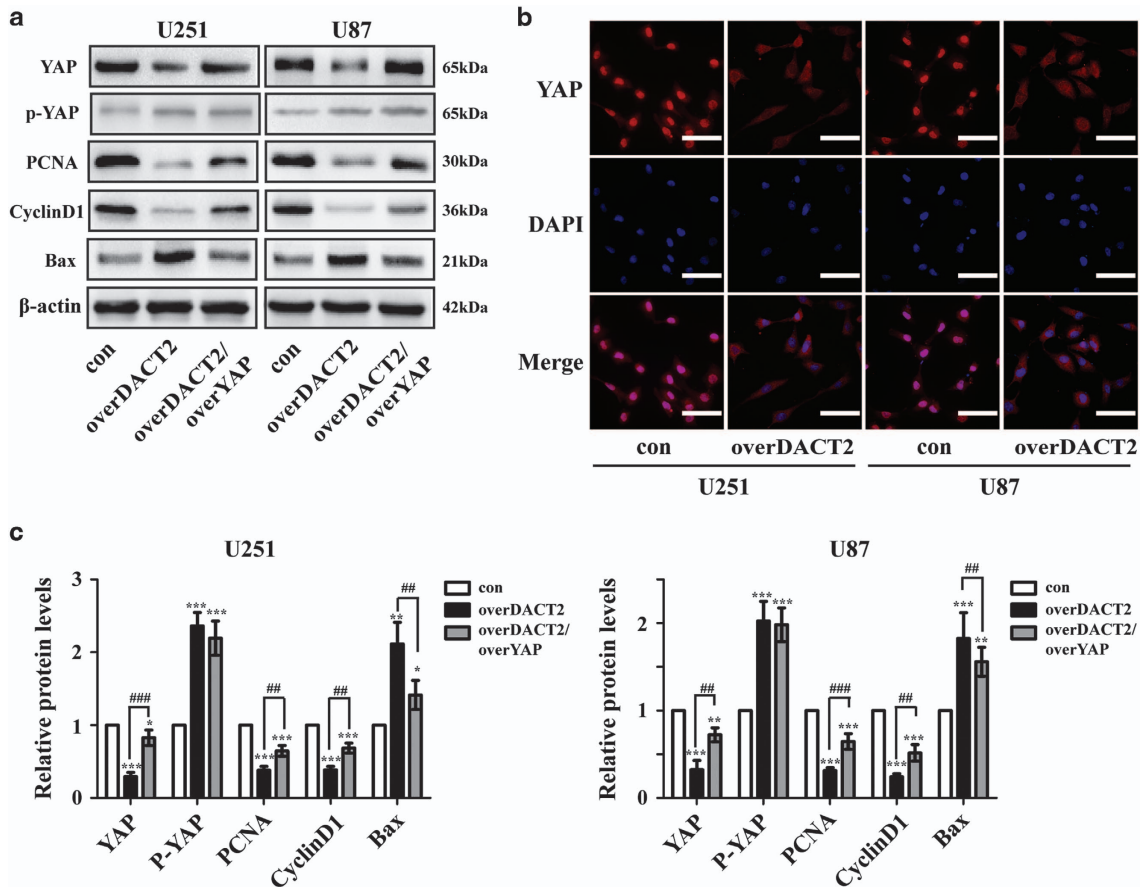 a
U251
U87
YAP
65kDa
p-YAP
65kDa
PCNA
30kDa
CyclinD1
36kDa
Bax
21kDa
β-actin
42kDa
con
overDACT2
overDACT2/
overYAP
con
overDACT2
overDACT2/
overYAP
b
YAP
DAPI
Merge
con
overDACT2
con
overDACT2
U251
U87
c
U251
Relative protein levels
3
2
1
0
***
###
*
***
***
***
##
***
***
##
***
**
##
*
YAP
P-YAP
PCNA
CyclinD1
Bax
con
overDACT2
overDACT2/
overYAP
U87
Relative protein levels
2
1
0
***
##
**
***
***
***
###
***
***
##
***
***
##
**
YAP
P-YAP
PCNA
CyclinD1
Bax
con
overDACT2
overDACT2/
overYAP